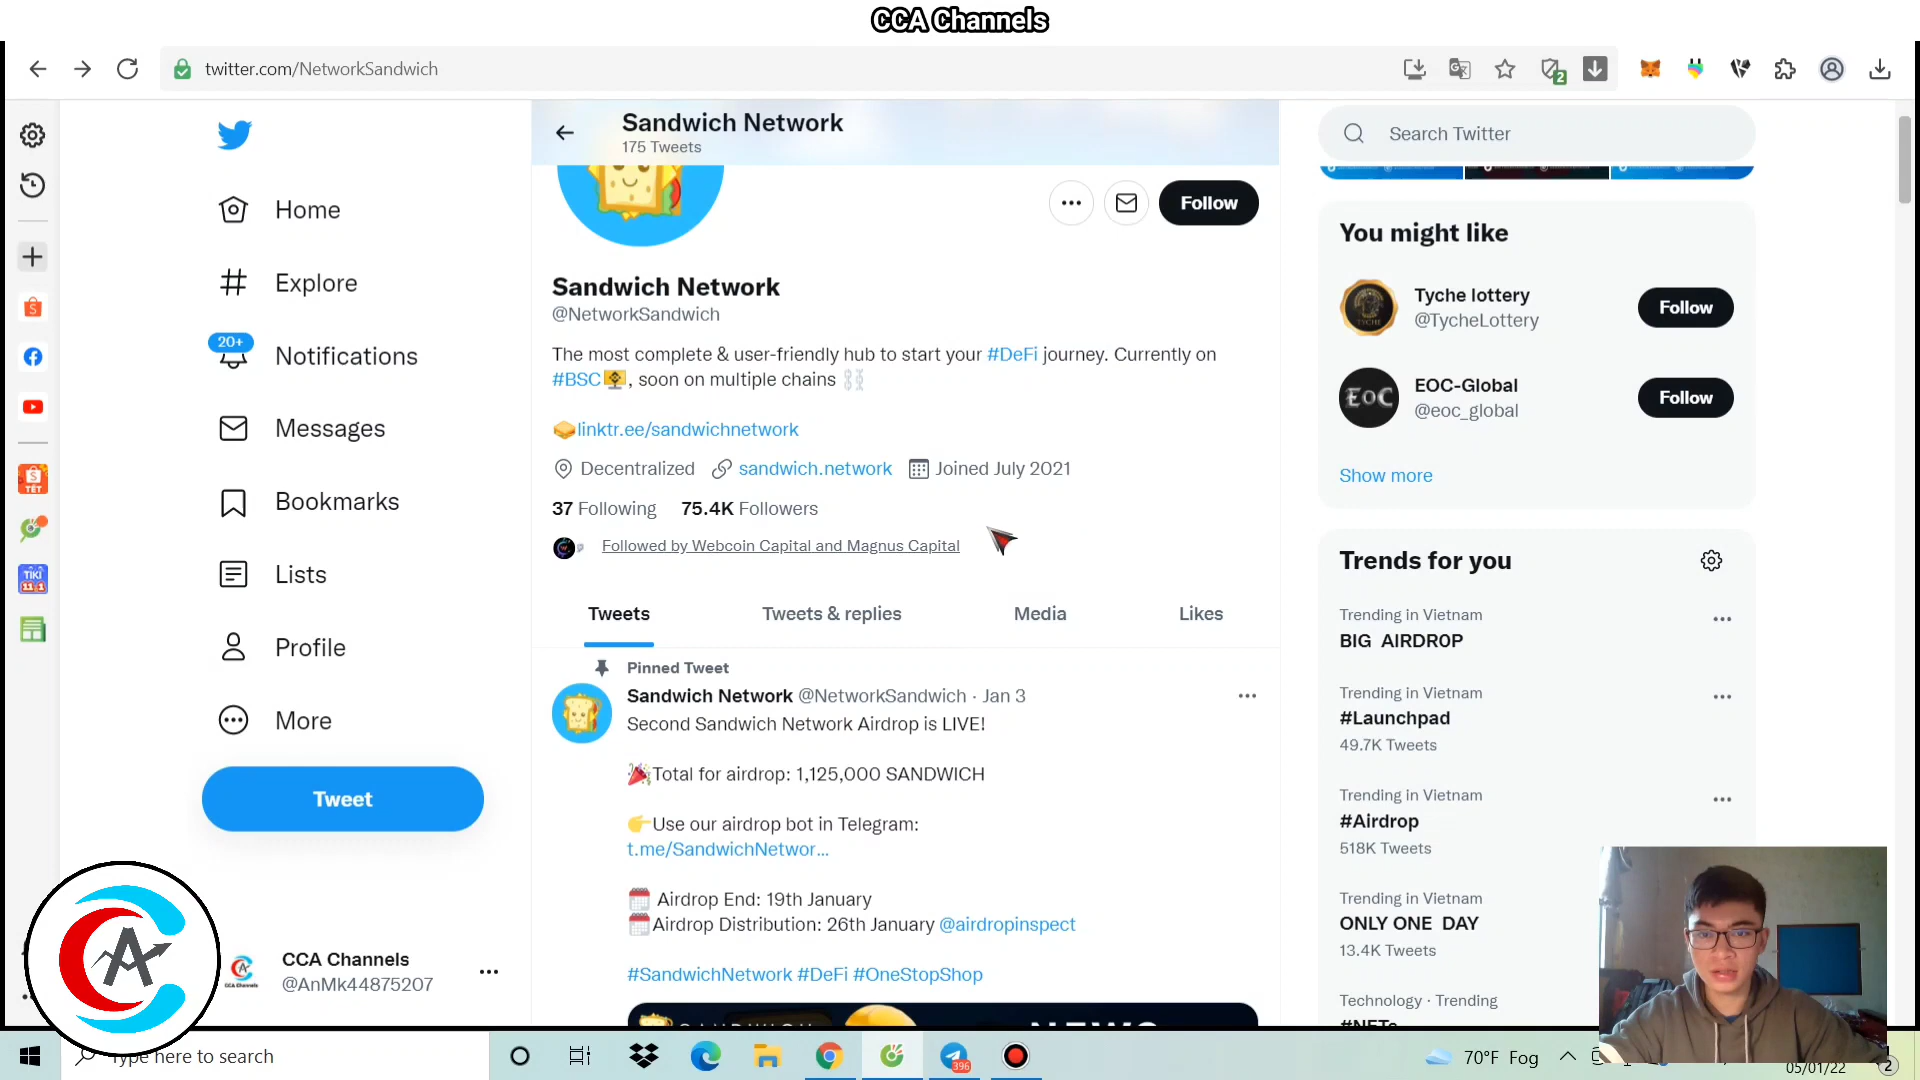 CCA Channels
twitter.com/NetworkSandwich
2
Sandwich Network
175 Tweets
Search Twitter
Home
Explore
20+
Notifications
Messages
Bookmarks
Lists
Profile
More
Tweet
CCA Channels
@AnMk44875207
Follow
Sandwich Network
@NetworkSandwich
The most complete & user-friendly hub to start your #DeFi journey. Currently on
#BSC, soon on multiple chains
linktr.ee/sandwichnetwork
Decentralized sandwich.network Joined July 2021
37 Following 75.4K Followers
Followed by Webcoin Capital and Magnus Capital
Tweets Tweets & replies Media Likes
Pinned Tweet
Sandwich Network @NetworkSandwich · Jan 3
Second Sandwich Network Airdrop is LIVE!
Total for airdrop: 1,125,000 SANDWICH
Use our airdrop bot in Telegram:
t.me/SandwichNetwor...
Airdrop End: 19th January
Airdrop Distribution: 26th January @airdropinspect
#SandwichNetwork #DeFi #OneStopShop
You might like
Tyche lottery
@TycheLottery
Follow
EOC-Global
@eoc_global
Follow
Show more
Trends for you
Trending in Vietnam
BIG AIRDROP
Trending in Vietnam
#Launchpad
49.7K Tweets
Trending in Vietnam
#Airdrop
518K Tweets
Trending in Vietnam
ONLY ONE DAY
13.4K Tweets
Technology · Trending
#NFTs
Type here to search
396
70°F Fog
05/01/22
2